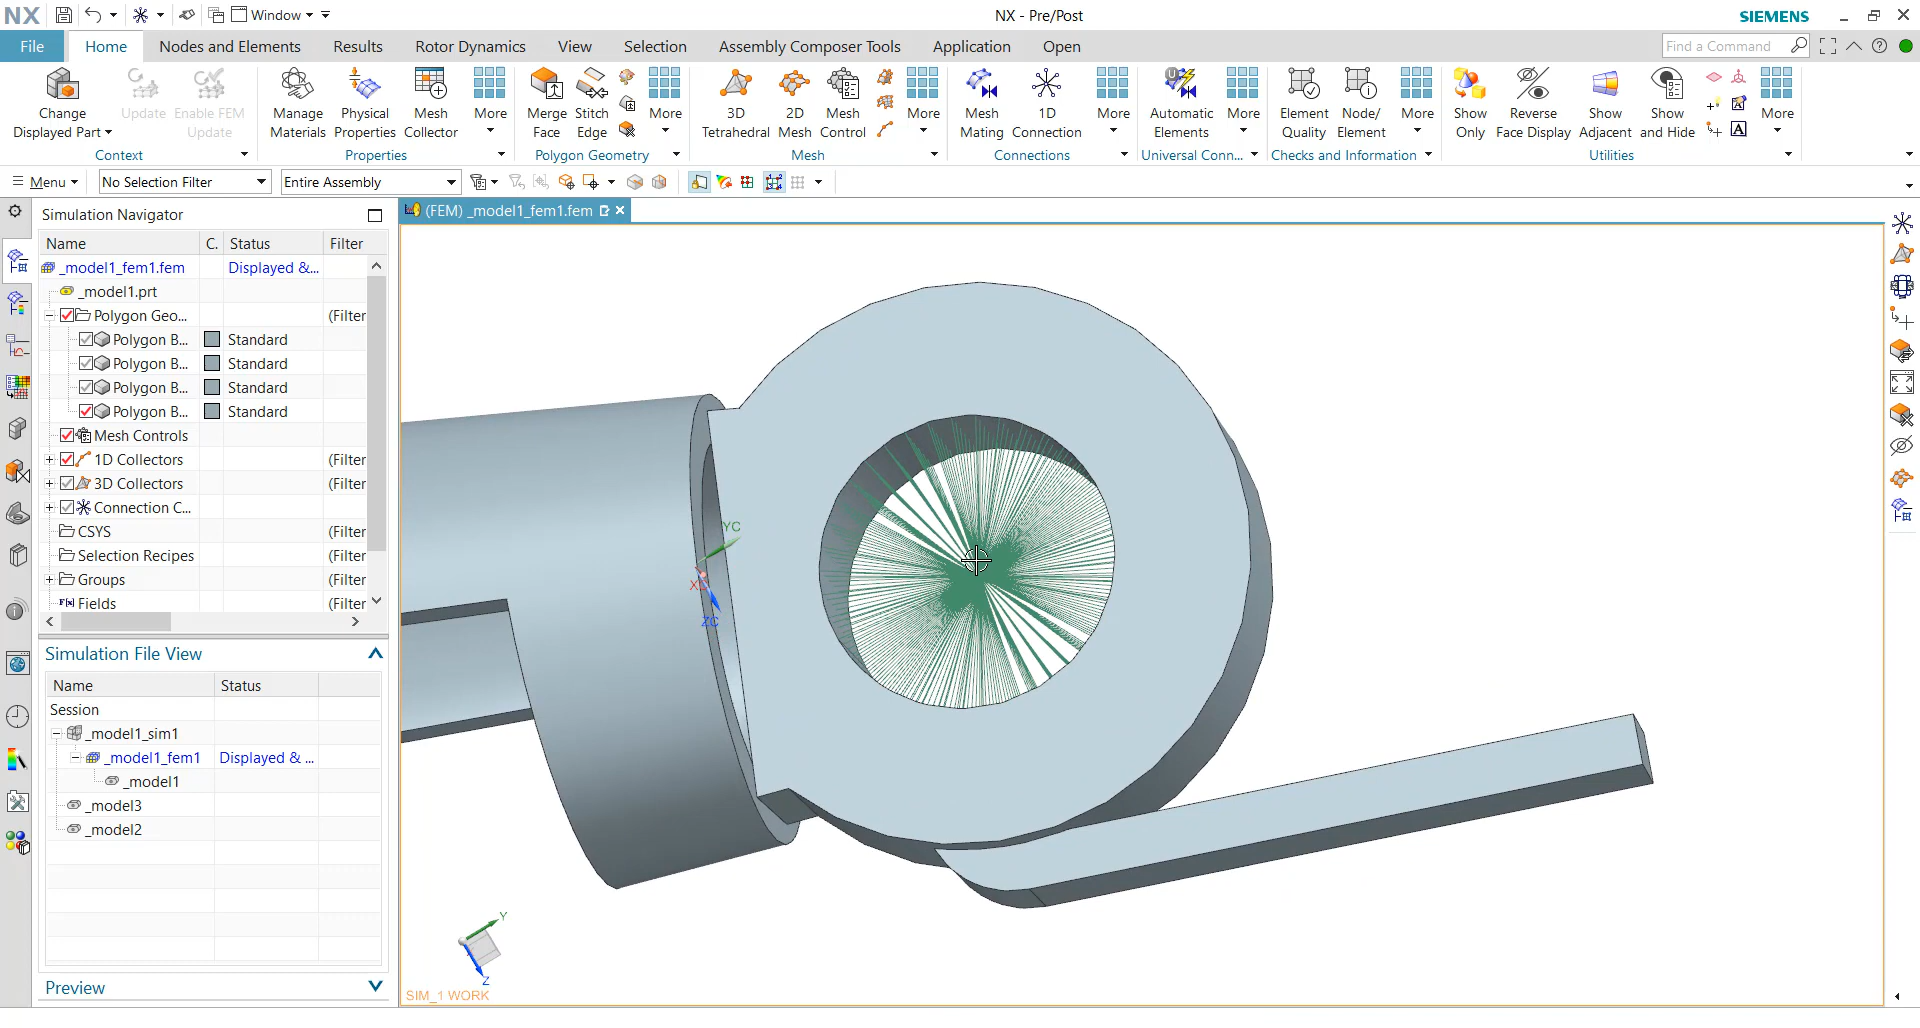 NX
Window
NX - Pre/Post
SIEMENS
File
Home
Nodes and Elements
Results
Rotor Dynamics
View
Selection
Assembly Composer Tools
Application
Open
Find a Command
Change
Displayed Part
Update
Enable FEM
Update
Context
Manage
Materials
Physical
Properties
Mesh
Collector
More
Properties
Merge
Face
Stitch
Edge
More
Polygon Geometry
3D
Tetrahedral
2D
Mesh
Mesh
Control
More
Mesh
Mesh
Mating
1D
Connection
More
Connections
Automatic
Elements
More
Universal Conn...
Element
Quality
Node/
Element
More
Checks and Information
Show
Only
Reverse
Face Display
Show
Adjacent
Show
and Hide
More
Utilities
Menu
No Selection Filter
Entire Assembly
Simulation Navigator
(FEM) _model1_fem1.fem
Name C. Status Filter
_model1_fem1.fem Displayed &...
_model1.prt
Polygon Geo... (Filter
Polygon B... Standard
Polygon B... Standard
Polygon B... Standard
Polygon B... Standard
Mesh Controls
1D Collectors (Filter
3D Collectors (Filter
Connection C... (Filter
CSYS (Filter
Selection Recipes (Filter
Groups (Filter
Fields (Filter
Simulation File View
Name Status
Session
_model1_sim1
_model1_fem1 Displayed & ...
_model1
_model3
_model2
Preview
YC
ZC
Y
Z
SIM_1 WORK